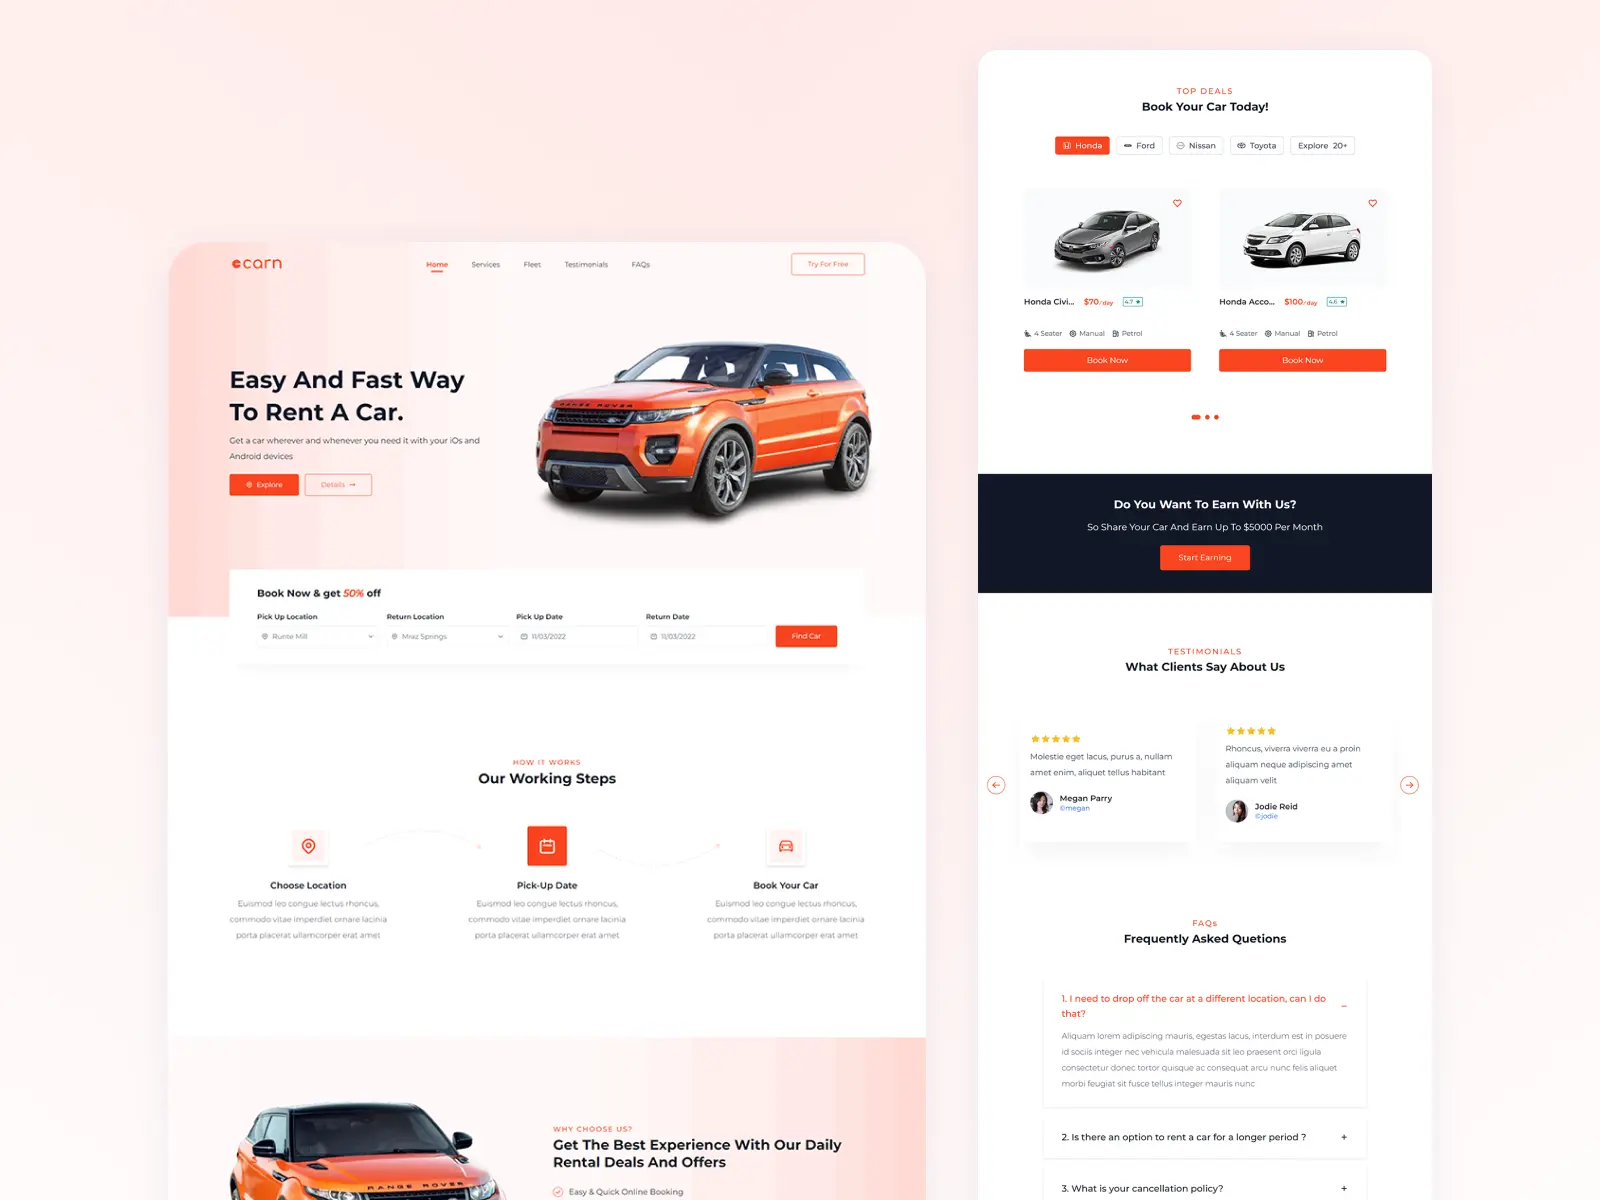 carn
Home Services Fleet Testimonials FAQs
Try For Free
Easy And Fast Way
To Rent A Car.
Get a car wherever and whenever you need it with your iOs and
Android devices
Explore Details
RANGE ROVER
Book Now & get 50% off
Pick Up Location Return Location Pick Up Date Return Date
Runte Mill Mraz Springs 11/03/2022 11/03/2022 Find Car
HOW IT WORKS
Our Working Steps
Choose Location
Euismod leo congue lectus rhoncus,
commodo vitae imperdiet ornare lacinia
porta placerat ullamcorper erat amet
Pick-Up Date
Euismod leo congue lectus rhoncus,
commodo vitae imperdiet ornare lacinia
porta placerat ullamcorper erat amet
Book Your Car
Euismod leo congue lectus rhoncus,
commodo vitae imperdiet ornare lacinia
porta placerat ullamcorper erat amet
RANGE ROVER
WHY CHOOSE US?
Get The Best Experience With Our Daily
Rental Deals And Offers
Easy & Quick Online Booking
TOP DEALS
Book Your Car Today!
Honda Ford Nissan Toyota Explore 20+
Honda Civi... $70/day 4.7 ★
4 Seater Manual Petrol
Book Now
Honda Acco... $100/day 4.6 ★
4 Seater Manual Petrol
Book Now
Do You Want To Earn With Us?
So Share Your Car And Earn Up To $5000 Per Month
Start Earning
TESTIMONIALS
What Clients Say About Us
Molestie eget lacus, purus a, nullam
amet enim, aliquet tellus habitant
Megan Parry
©megan
Rhoncus, viverra viverra eu a proin
aliquam neque adipiscing amet
aliquam velit
Jodie Reid
©jodie
FAQs
Frequently Asked Quetions
1. I need to drop off the car at a different location, can I do
that?
Aliquam lorem adipiscing mauris, egestas lacus, interdum est in posuere
id sociis integer nec vehicula malesuada sit leo praesent orci ligula
consectetur donec tortor quisque ac consequat arcu nunc felis aliquet
morbi feugiat sit fusce tellus integer mauris nunc
2. Is there an option to rent a car for a longer period ?
3. What is your cancellation policy?